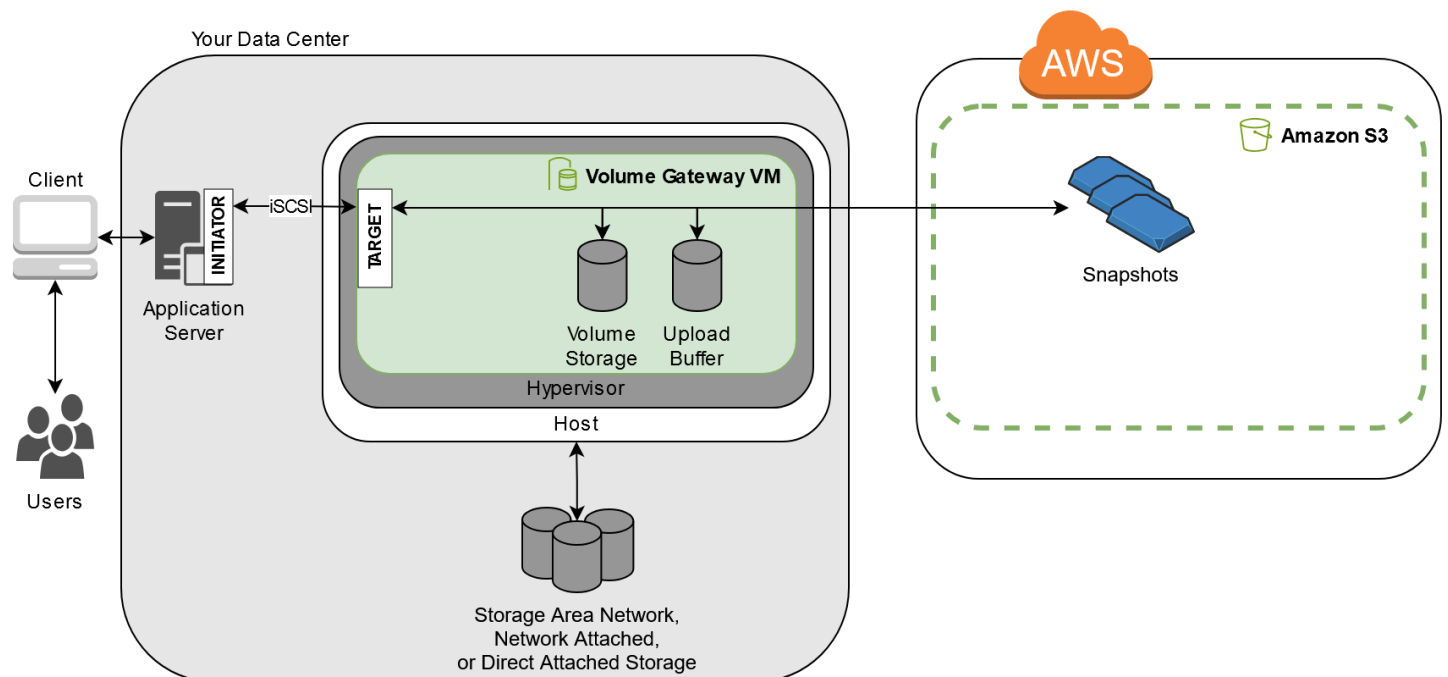 Your Data Center
AWS
Amazon S3
Volume Gateway VM
Client
INITIATOR
iSCSI
TARGET
Snapshots
Application
Server
Volume
Storage
Upload
Buffer
Hypervisor
Host
Users
Storage Area Network,
Network Attached,
or Direct Attached Storage